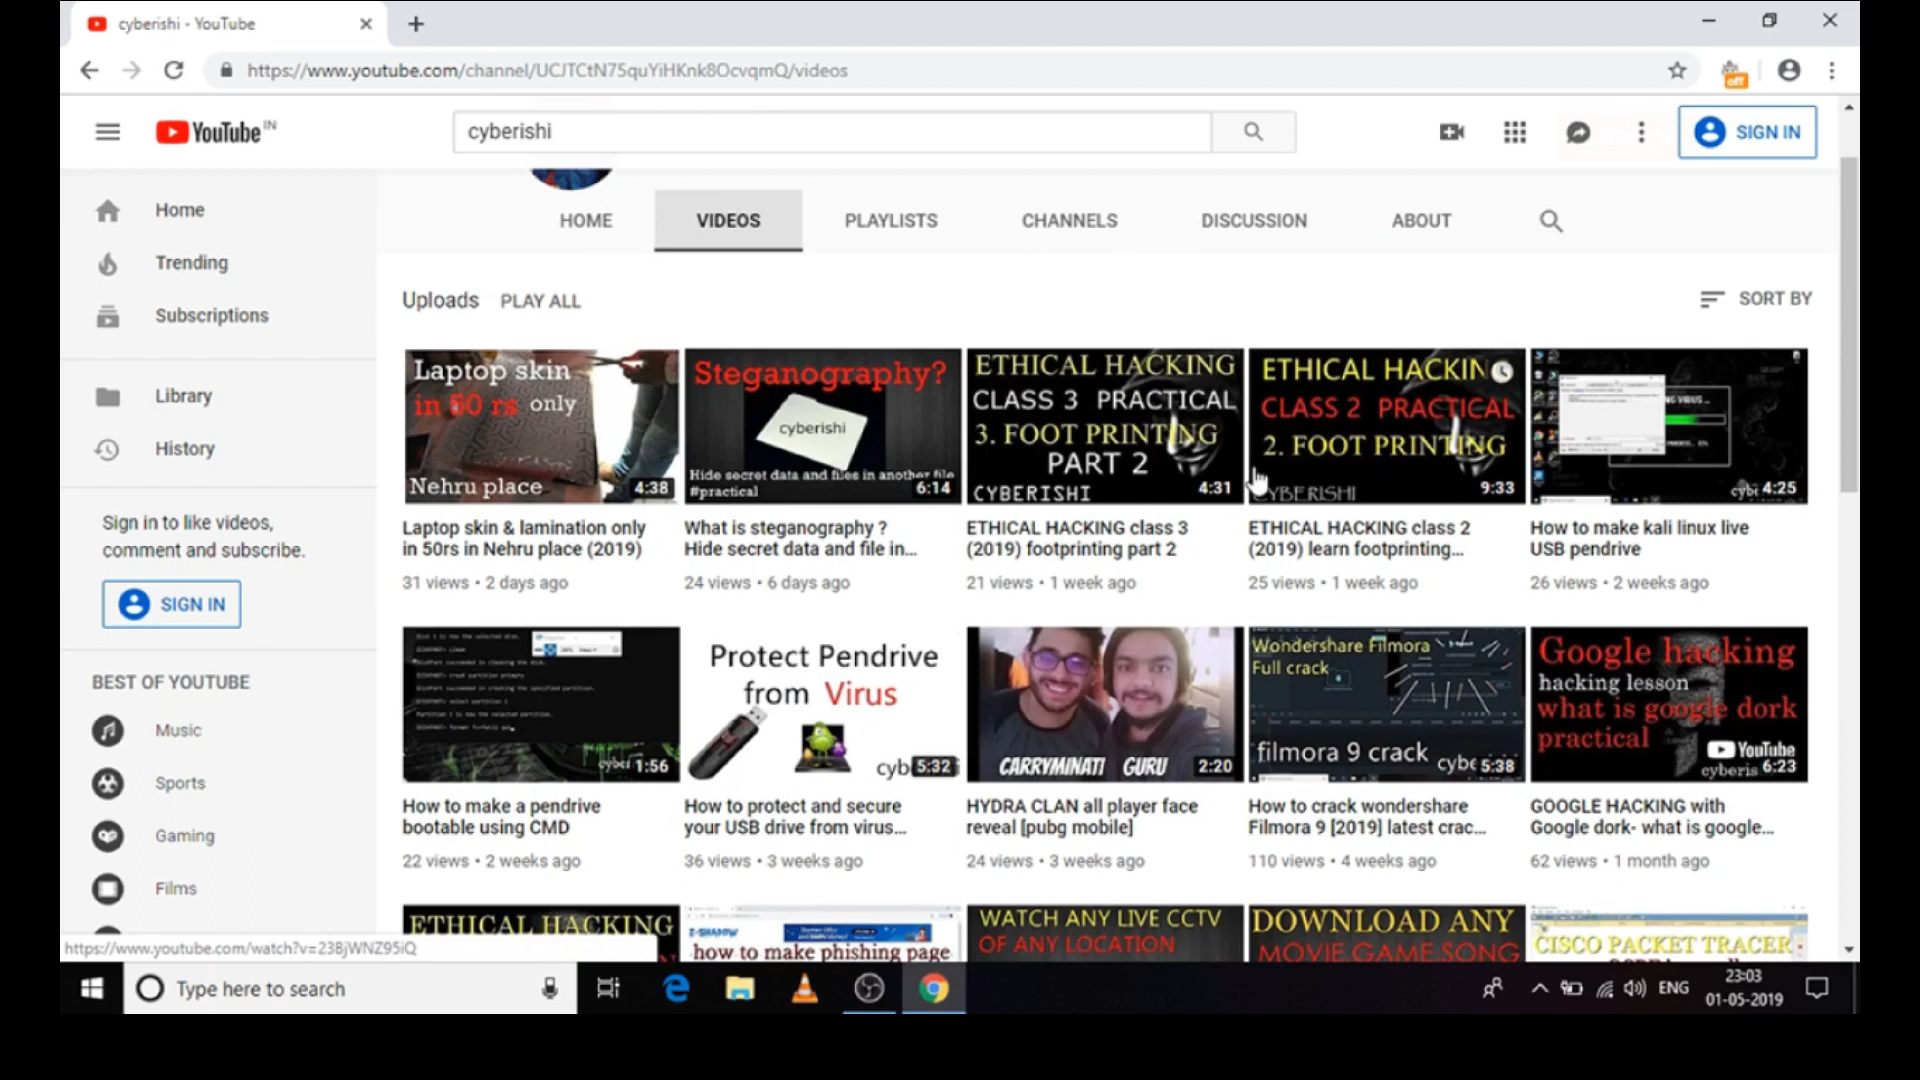 cyberishi - YouTube
https://www.youtube.com/channel/UCJTCtN75quYiHKnk8OcvqmQ/videos
off
YouTube IN
cyberishi
SIGN IN
HOME
VIDEOS
PLAYLISTS
CHANNELS
DISCUSSION
ABOUT
Home
Trending
Subscriptions
Library
History
Sign in to like videos,
comment and subscribe.
SIGN IN
BEST OF YOUTUBE
Music
Sports
Gaming
Films
Uploads PLAY ALL
SORT BY
Laptop skin
in 50 rs only
Nehru place
4:38
Laptop skin & lamination only
in 50rs in Nehru place (2019)
31 views • 2 days ago
Steganography?
cyberishi
Hide secret data and files in another file
#practical
6:14
What is steganography ?
Hide secret data and file in...
24 views • 6 days ago
ETHICAL HACKING
CLASS 3 PRACTICAL
3. FOOT PRINTING
PART 2
CYBERISHI
4:31
ETHICAL HACKING class 3
(2019) footprinting part 2
21 views • 1 week ago
ETHICAL HACKIN
CLASS 2 PRACTICAL
2. FOOT PRINTING
CYBERISHI
9:33
ETHICAL HACKING class 2
(2019) learn footprinting...
25 views • 1 week ago
cybe
4:25
How to make kali linux live
USB pendrive
26 views • 2 weeks ago
cyber
1:56
How to make a pendrive
bootable using CMD
22 views • 2 weeks ago
Protect Pendrive
from Virus
5:32
How to protect and secure
your USB drive from virus...
36 views • 3 weeks ago
CARRYMINATI GURU
2:20
HYDRA CLAN all player face
reveal [pubg mobile]
24 views • 3 weeks ago
Wondershare Filmora
Full crack
filmora 9 crack
cybe
5:38
How to crack wondershare
Filmora 9 [2019] latest crac...
110 views • 4 weeks ago
Google hacking
hacking lesson
what is google dork
practical
YouTube
cyberis
6:23
GOOGLE HACKING with
Google dork- what is google...
62 views • 1 month ago
ETHICAL HACKING
Z-SHADOW
how to make phishing page
WATCH ANY LIVE CCTV
OF ANY LOCATION
DOWNLOAD ANY
MOVIE,GAME,SONG
CISCO PACKET TRACER
https://www.youtube.com/watch?v=238jWNZ95iQ
Type here to search
ENG
23:03
01-05-2019